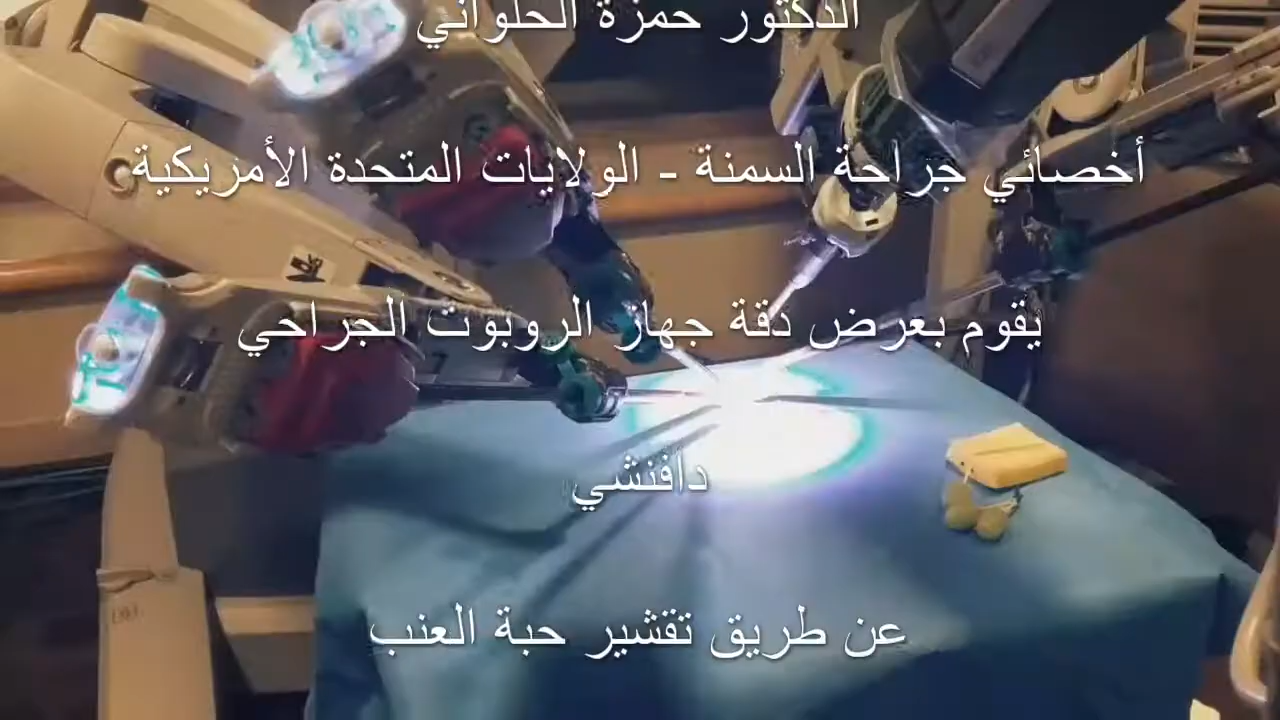 الدكتور حمزة الحلواني
أخصائي جراحة السمنة - الولايات المتحدة الأمريكية
يقوم بعرض دقة جهاز الروبوت الجراحي
دافنشي
عن طريق تقشير حبة العنب